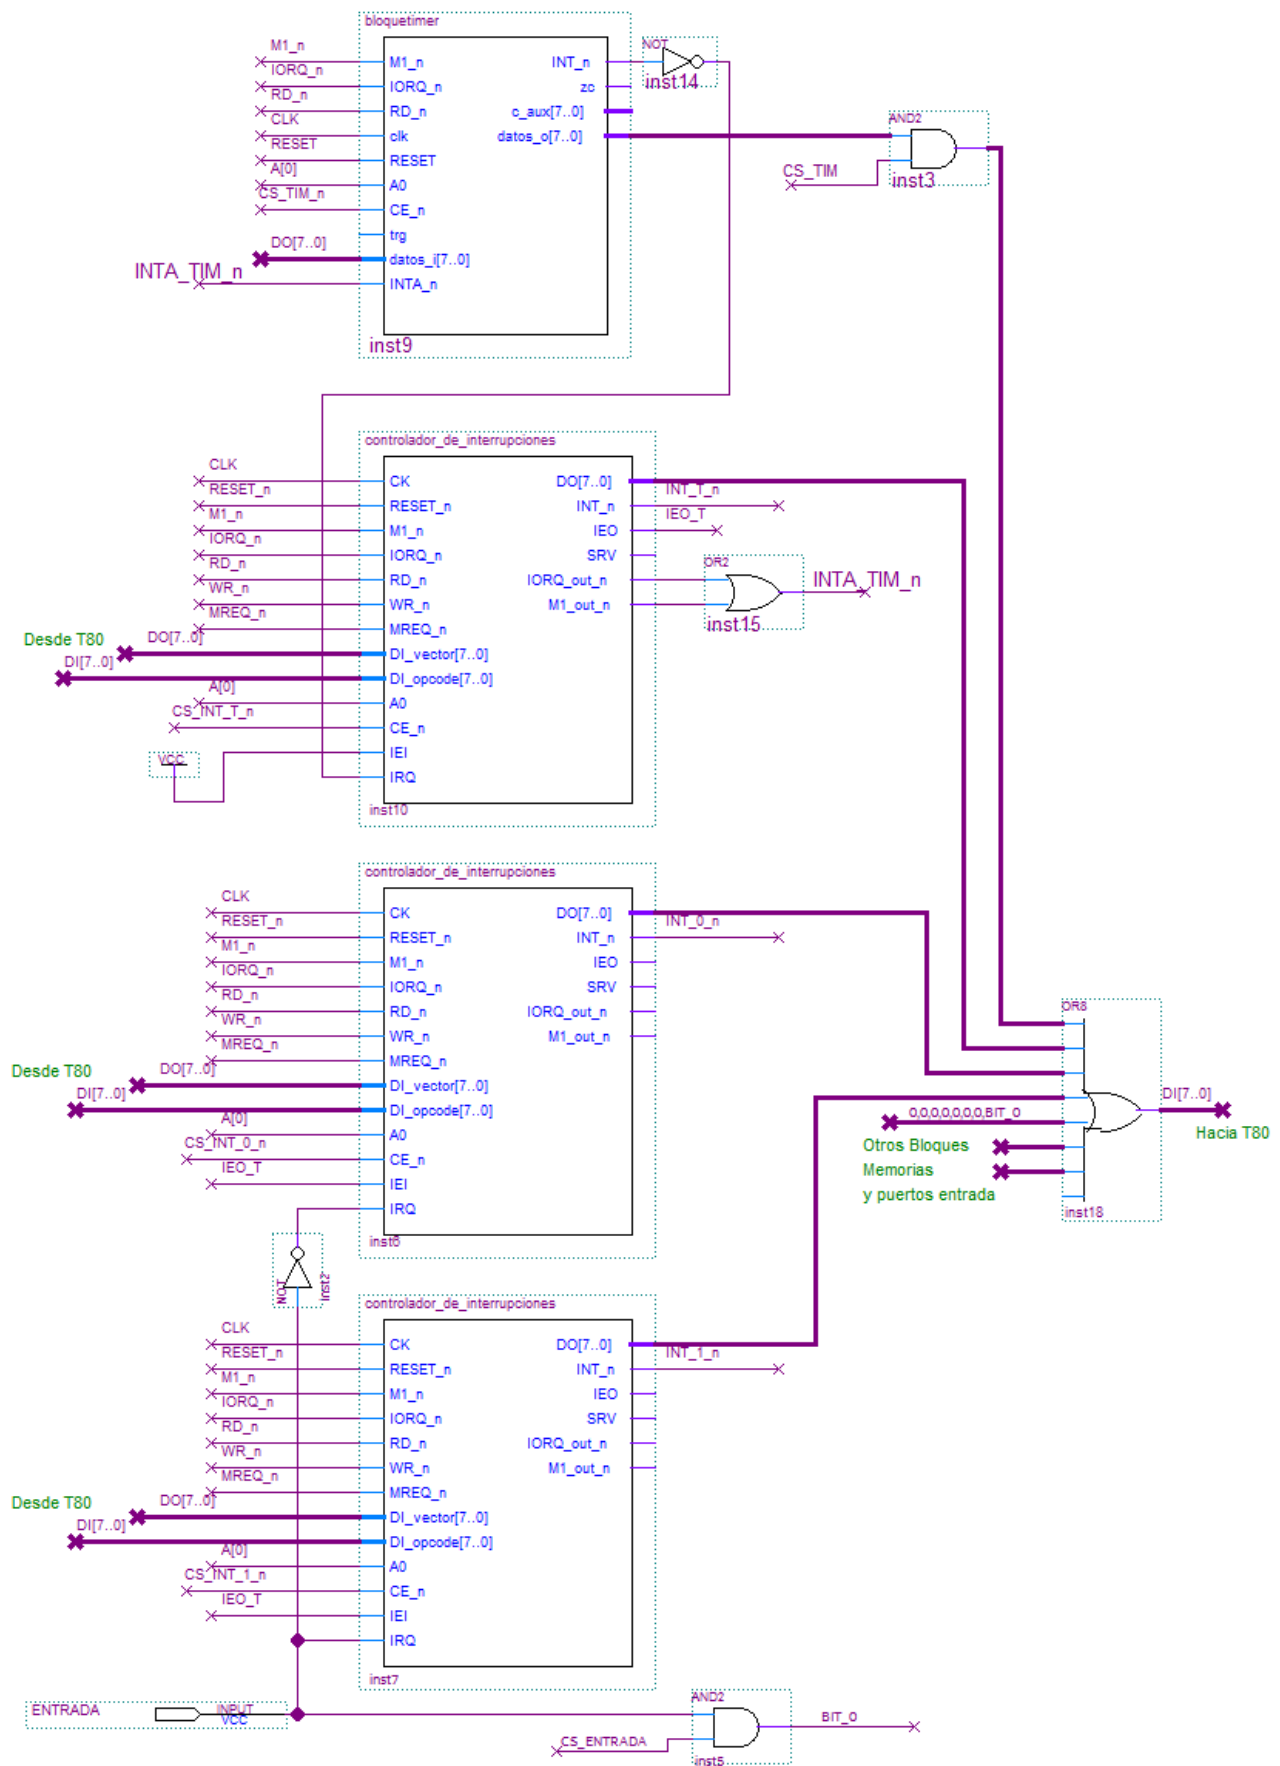 bloquetimer
M1_n
IORQ_n
RD_n
CLK
RESET
A[0]
CS_TIM_n
DO[7..0]
INTA_TIM_n
M1_n
IORQ_n
RD_n
clk
RESET
A0
CE_n
trg
datos_i[7..0]
INTA_n
INT_n
zc
c_aux[7..0]
datos_o[7..0]
inst9
NOT
inst14
AND2
CS_TIM
inst3
controlador_de_interrupciones
CLK
RESET_n
M1_n
IORQ_n
RD_n
WR_n
MREQ_n
Desde T80
DO[7..0]
DI[7..0]
A[0]
CS_INT_T_n
VCC
CK
RESET_n
M1_n
IORQ_n
RD_n
WR_n
MREQ_n
DI_vector[7..0]
DI_opcode[7..0]
A0
CE_n
IEI
IRQ
DO[7..0]
INT_n
IEO
SRV
IORQ_out_n
M1_out_n
INT_T_n
IEO_T
OR2
INTA_TIM_n
inst15
inst10
controlador_de_interrupciones
CLK
RESET_n
M1_n
IORQ_n
RD_n
WR_n
MREQ_n
Desde T80
DO[7..0]
DI[7..0]
A[0]
CS_INT_0_n
IEO_T
CK
RESET_n
M1_n
IORQ_n
RD_n
WR_n
MREQ_n
DI_vector[7..0]
DI_opcode[7..0]
A0
CE_n
IEI
IRQ
DO[7..0]
INT_n
IEO
SRV
IORQ_out_n
M1_out_n
INT_0_n
inst6
NOT
inst2
OR8
0,0,0,0,0,0,0,BIT_0
Otros Bloques
Memorias
y puertos entrada
DI[7..0]
Hacia T80
inst18
controlador_de_interrupciones
CLK
RESET_n
M1_n
IORQ_n
RD_n
WR_n
MREQ_n
Desde T80
DO[7..0]
DI[7..0]
A[0]
CS_INT_1_n
IEO_T
CK
RESET_n
M1_n
IORQ_n
RD_n
WR_n
MREQ_n
DI_vector[7..0]
DI_opcode[7..0]
A0
CE_n
IEI
IRQ
DO[7..0]
INT_n
IEO
SRV
IORQ_out_n
M1_out_n
INT_1_n
inst7
ENTRADA
INPUT
VCC
AND2
CS_ENTRADA
BIT_0
inst5